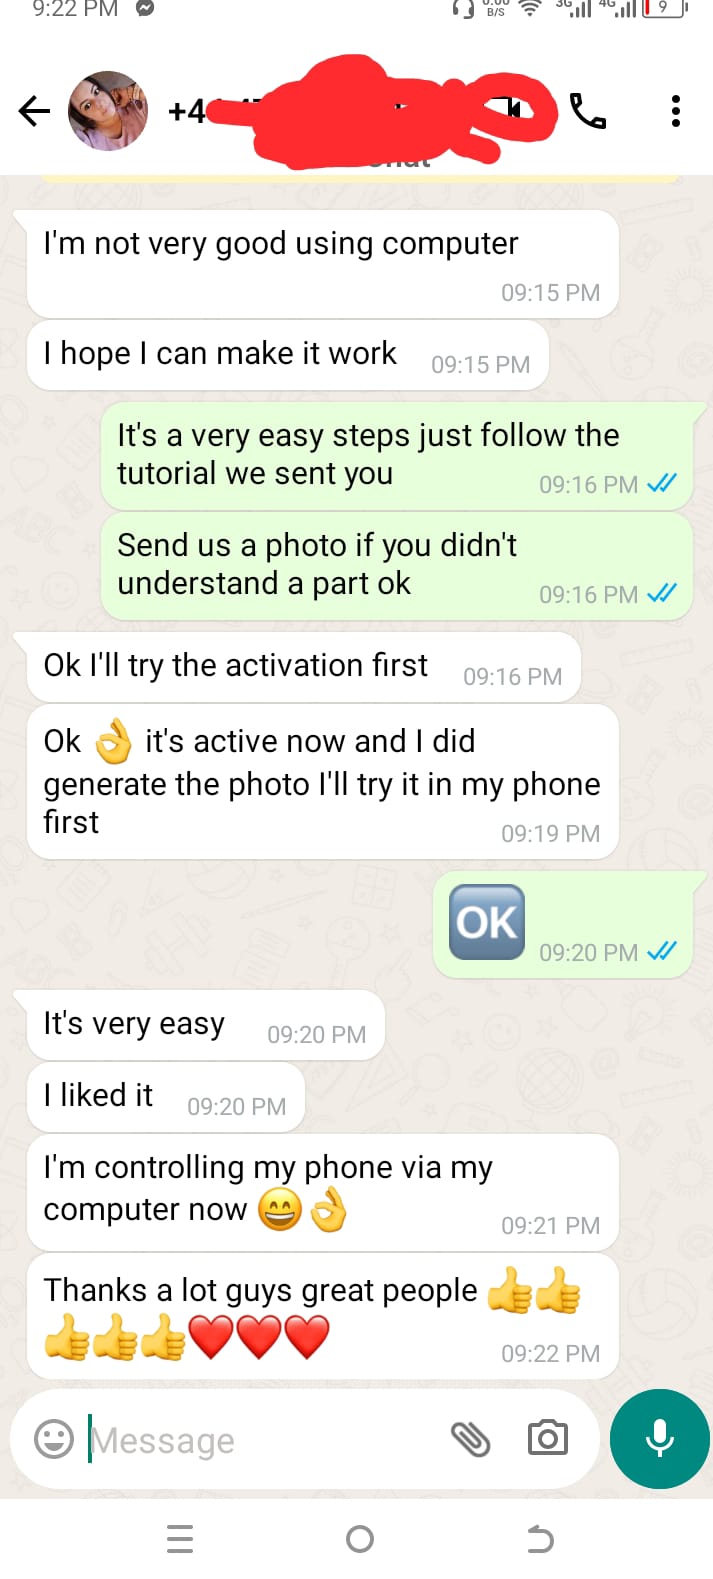 9:22 PM
0.00
B/S
3G
4G
9
+4
I'm not very good using computer
09:15 PM
I hope I can make it work
09:15 PM
It's a very easy steps just follow the
tutorial we sent you
09:16 PM
Send us a photo if you didn't
understand a part ok
09:16 PM
Ok I'll try the activation first
09:16 PM
Ok 👌 it's active now and I did
generate the photo I'll try it in my phone
first
09:19 PM
🆗
09:20 PM
It's very easy
09:20 PM
I liked it
09:20 PM
I'm controlling my phone via my
computer now 😄👌
09:21 PM
Thanks a lot guys great people 👍👍
👍👍👍❤️❤️❤️
09:22 PM
Message